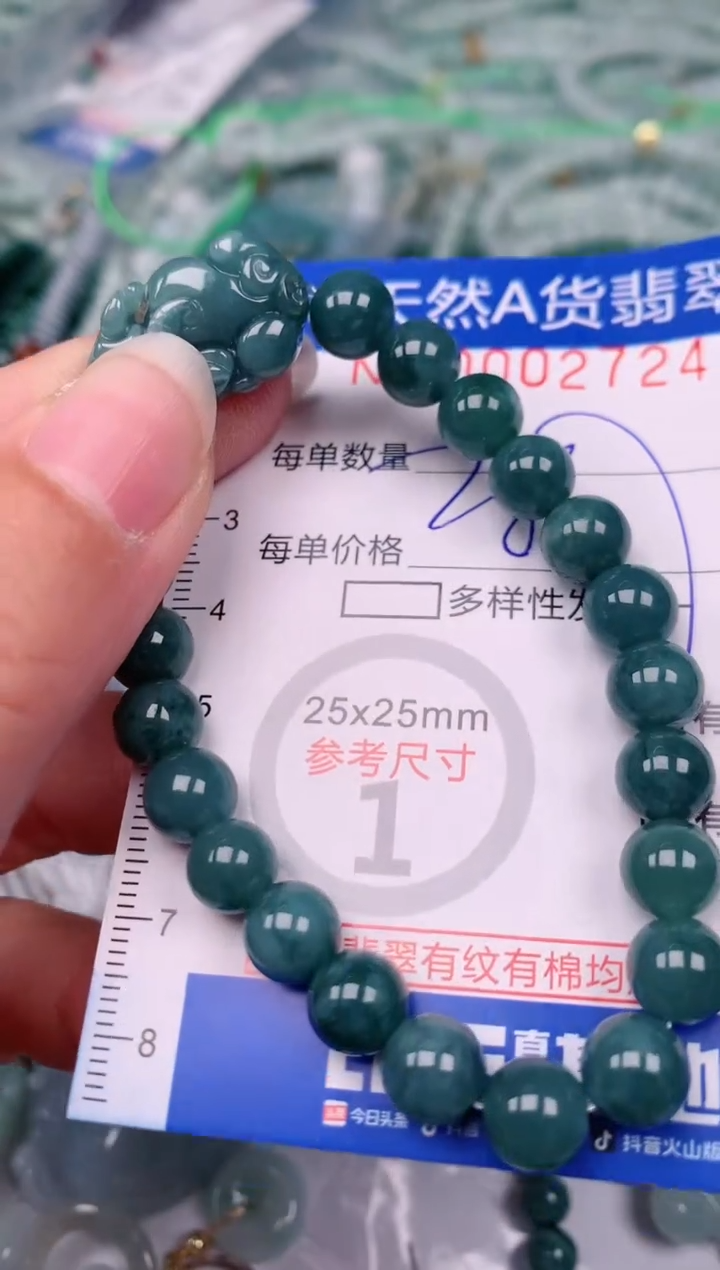 天然A货翡翠
0002724
每单数量
每单价格
多样性发
3
4
5
25x25mm
参考尺寸
1
7
翡翠有纹有棉均
8
今日头条
抖音火山版